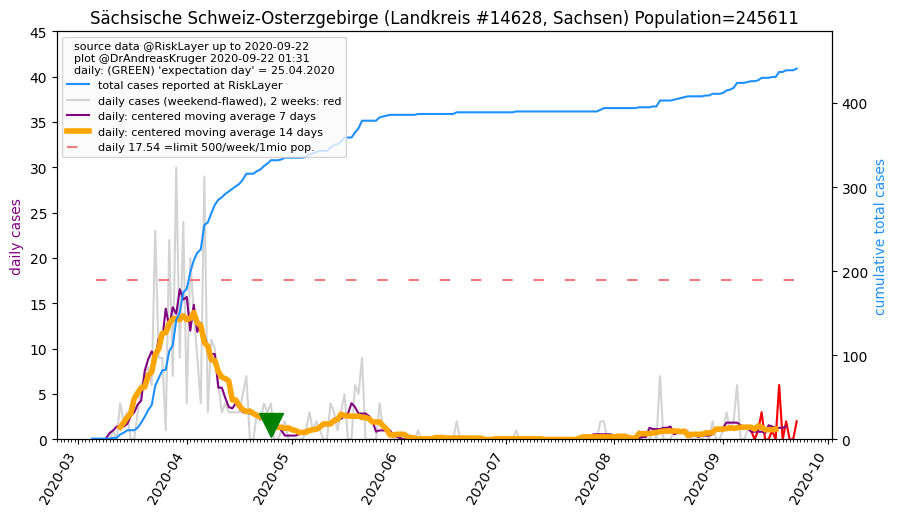 Sächsische Schweiz-Osterzgebirge (Landkreis #14628, Sachsen) Population=245611
source data @RiskLayer up to 2020-09-22
plot @DrAndreasKruger 2020-09-22 01:31
daily: (GREEN) 'expectation day' = 25.04.2020
total cases reported at RiskLayer
daily cases (weekend-flawed), 2 weeks: red
daily: centered moving average 7 days
daily: centered moving average 14 days
daily 17.54 =limit 500/week/1mio pop.
daily cases
45
40
35
30
25
20
15
10
5
0
cumulative total cases
400
300
200
100
0
2020-03
2020-04
2020-05
2020-06
2020-07
2020-08
2020-09
2020-10